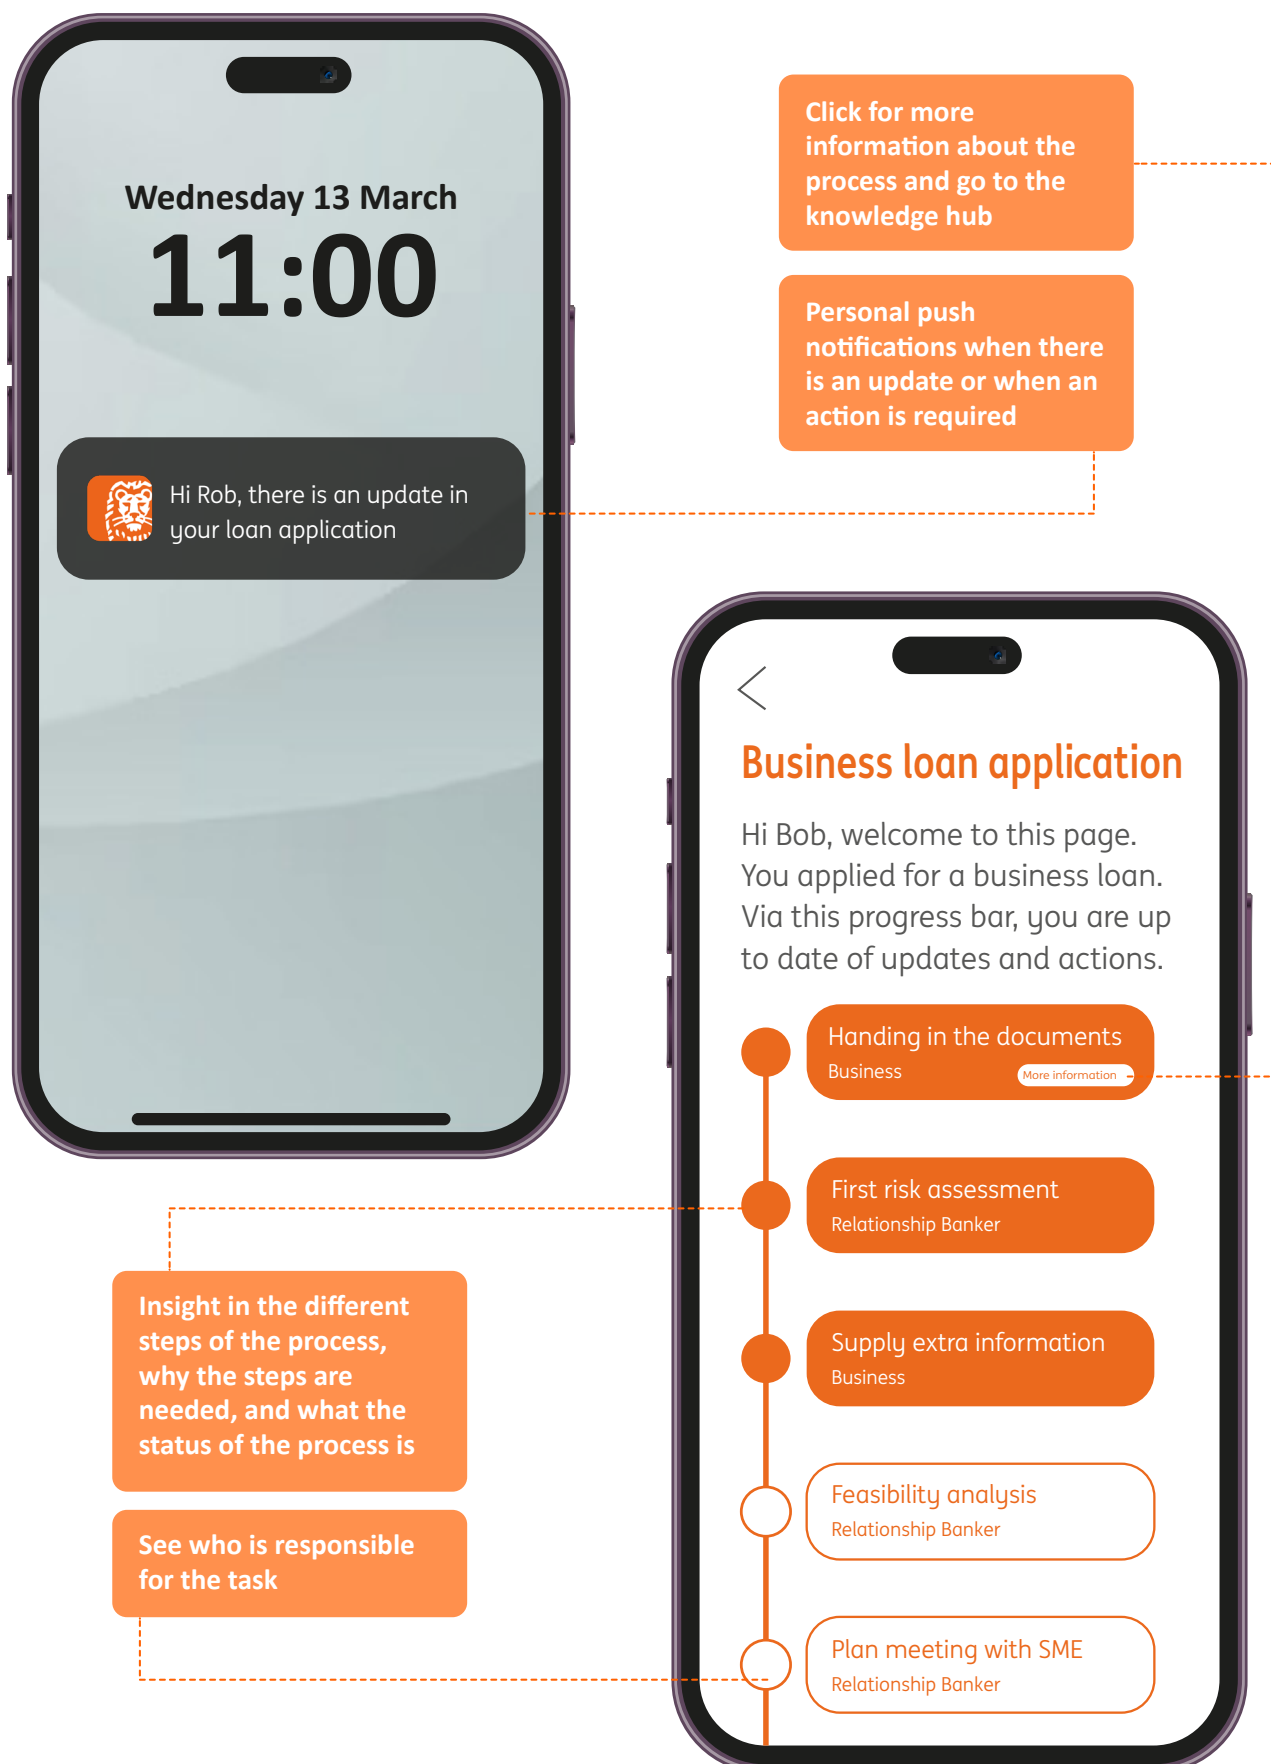 Wednesday 13 March
11:00
Hi Rob, there is an update in
your loan application
Click for more
information about the
process and go to the
knowledge hub
Personal push
notifications when there
is an update or when an
action is required
Business loan application
Hi Bob, welcome to this page.
You applied for a business loan.
Via this progress bar, you are up
to date of updates and actions.
Handing in the documents
Business
More information
First risk assessment
Relationship Banker
Supply extra information
Business
Feasibility analysis
Relationship Banker
Plan meeting with SME
Relationship Banker
Insight in the different
steps of the process,
why the steps are
needed, and what the
status of the process is
See who is responsible
for the task